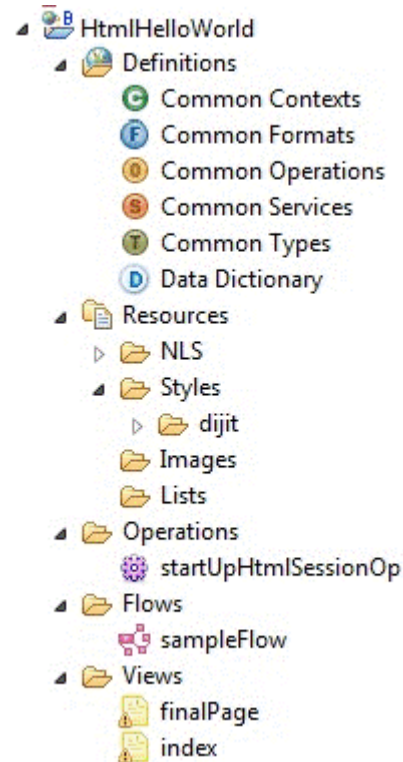 HtmlHelloWorld
Definitions
C Common Contexts
F Common Formats
O Common Operations
S Common Services
T Common Types
D Data Dictionary
Resources
NLS
Styles
dijit
Images
Lists
Operations
startUpHtmlSessionOp
Flows
sampleFlow
Views
finalPage
index